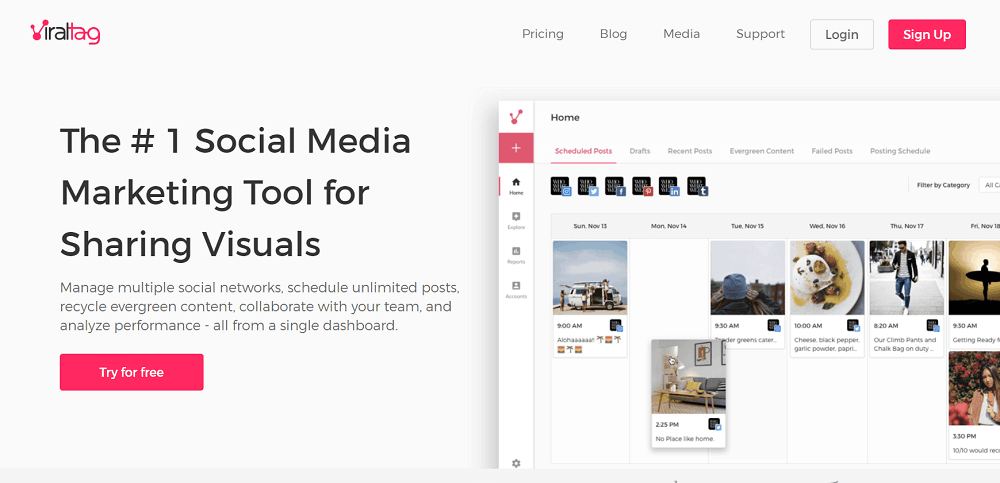 Viraltag
Pricing
Blog
Media
Support
Login
Sign Up
The # 1 Social Media
Marketing Tool for
Sharing Visuals
Manage multiple social networks, schedule unlimited posts,
recycle evergreen content, collaborate with your team, and
analyze performance - all from a single dashboard.
Try for free
Home
Scheduled Posts
Drafts
Recent Posts
Evergreen Content
Failed Posts
Posting Schedule
Filter by Category
Home
Explore
Reports
Accounts
Sun, Nov 13
Mon, Nov 14
Tue, Nov 15
Wed, Nov 16
Thu, Nov 17
Fri, Nov 18
9:00 AM
Alohaaaaaa!
2:25 PM
No Place like home.
9:30 AM
greens cater...
10:00 AM
Cheese, black pepper,
garlic powder, papri...
8:20 AM
Our Climb Pants and
Chalk Bag on duty ...
9:30 AM
Getting Ready
3:30 PM
10/10 would